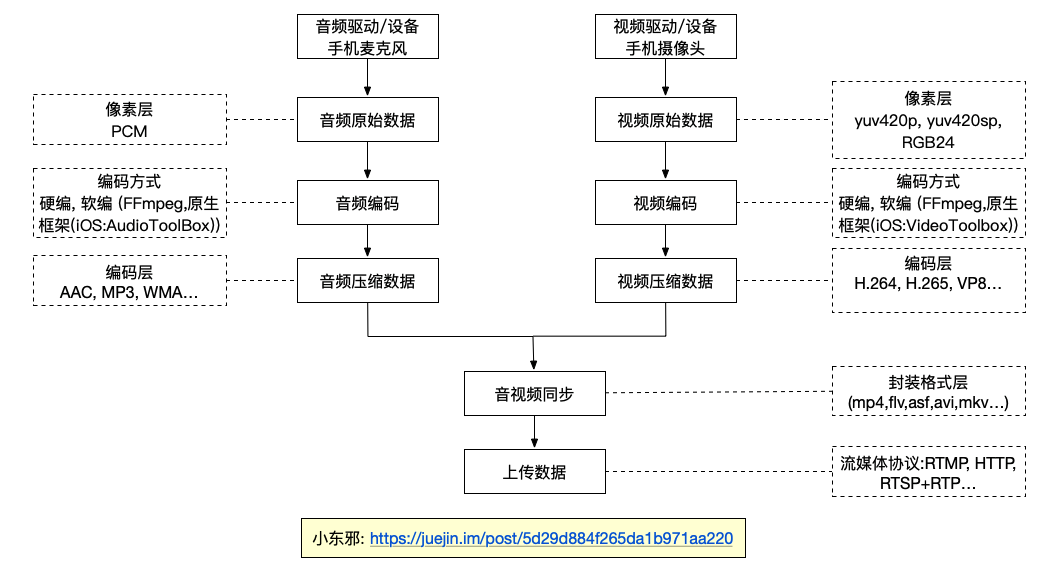 音频驱动/设备
手机麦克风
视频驱动/设备
手机摄像头
像素层
PCM
音频原始数据
视频原始数据
像素层
yuv420p, yuv420sp,
RGB24
编码方式
硬编, 软编 (FFmpeg,原生
框架(iOS:AudioToolBox))
音频编码
视频编码
编码方式
硬编, 软编 (FFmpeg,原生
框架(iOS:VideoToolbox))
编码层
AAC, MP3, WMA...
音频压缩数据
视频压缩数据
编码层
H.264, H.265, VP8...
音视频同步
封装格式层
(mp4,flv,asf,avi,mkv...)
上传数据
流媒体协议:RTMP, HTTP,
RTSP+RTP...
小东邪: https://juejin.im/post/5d29d884f265da1b971aa220